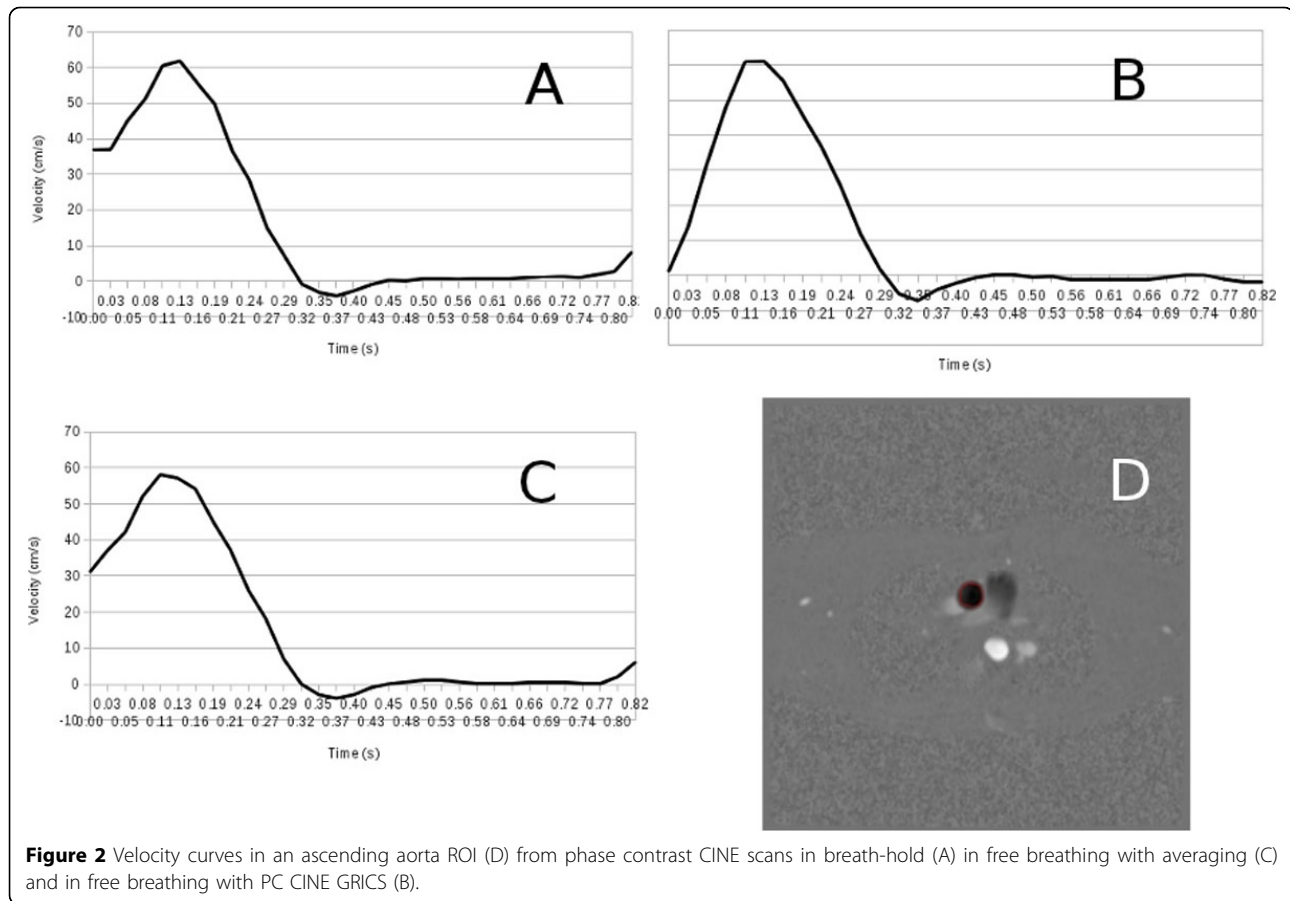 70
60
50
40
30
20
10
0
-10
Velocity (cm/s)
A
0.03 0.08 0.13 0.19 0.24 0.29 0.35 0.40 0.45 0.50 0.56 0.61 0.66 0.72 0.77
0.00 0.05 0.11 0.16 0.21 0.27 0.32 0.37 0.43 0.48 0.53 0.58 0.64 0.69 0.74 0.80
Time (s)
B
0.03 0.08 0.13 0.19 0.24 0.29 0.35 0.40 0.45 0.50 0.56 0.61 0.66 0.72 0.77 0.82
0.00 0.05 0.11 0.16 0.21 0.27 0.32 0.37 0.43 0.48 0.53 0.58 0.64 0.69 0.74 0.80
Time (s)
70
60
50
40
30
20
10
0
-10
Velocity (cm/s)
C
0.03 0.08 0.13 0.19 0.24 0.29 0.35 0.40 0.45 0.50 0.56 0.61 0.66 0.72 0.77 0.82
0.00 0.05 0.11 0.16 0.21 0.27 0.32 0.37 0.43 0.48 0.53 0.58 0.64 0.69 0.74 0.80
Time (s)
D
Figure 2 Velocity curves in an ascending aorta ROI (D) from phase contrast CINE scans in breath-hold (A) in free breathing with averaging (C)
and in free breathing with PC CINE GRICS (B).